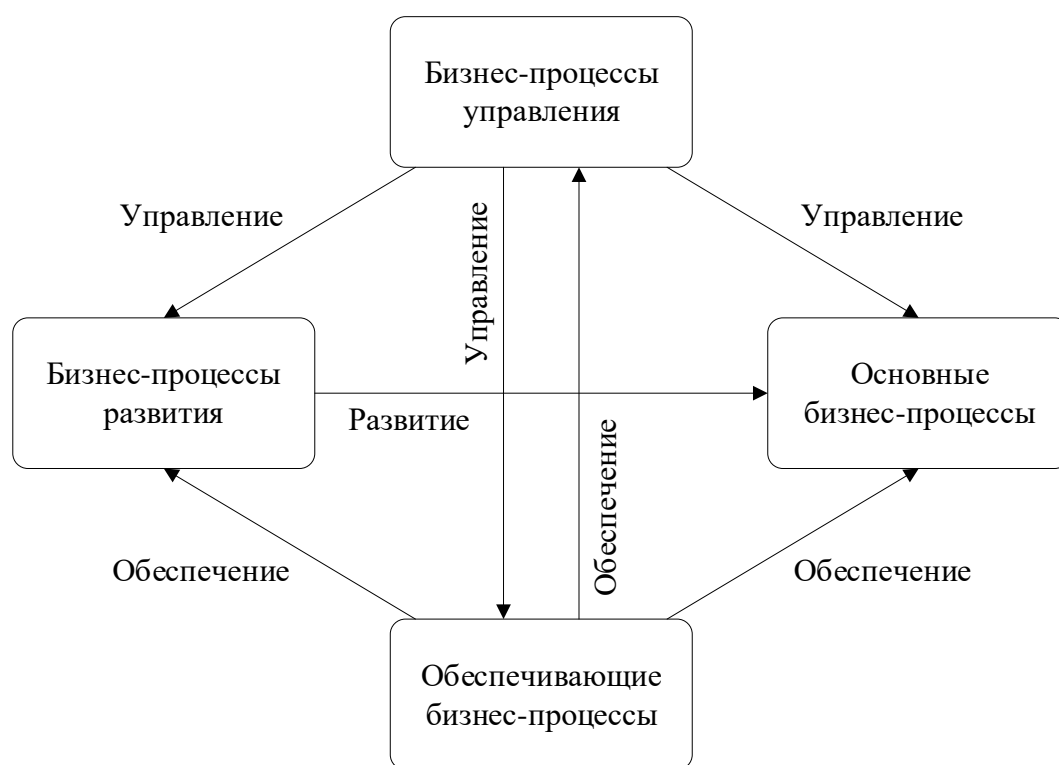 Бизнес-процессы
управления
Управление
Управление
Управление
Бизнес-процессы
развития
Основные
бизнес-процессы
Развитие
Обеспечение
Обеспечение
Обеспечение
Обеспечивающие
бизнес-процессы